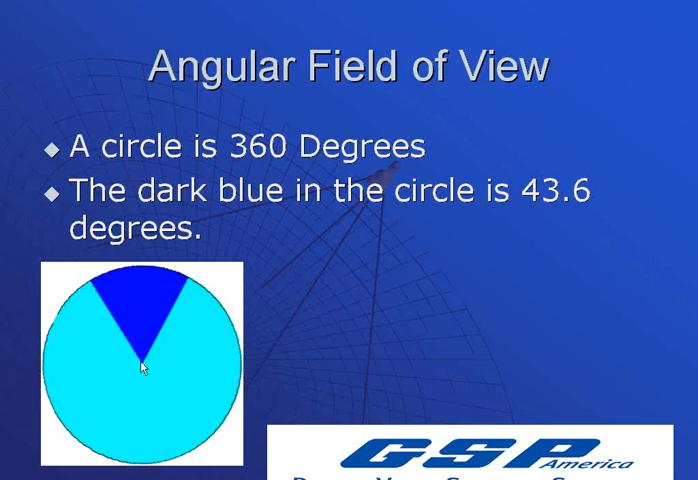 Angular Field of View
A circle is 360 Degrees
The dark blue in the circle is 43.6
degrees.
GSP America